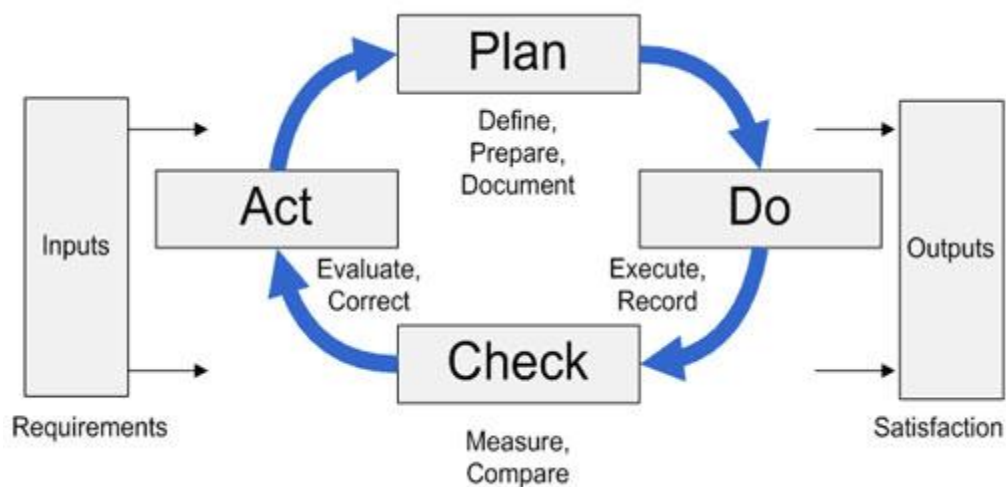 Plan
Define,
Prepare,
Document
Act
Do
Inputs
Outputs
Evaluate,
Correct
Execute,
Record
Check
Requirements
Satisfaction
Measure,
Compare